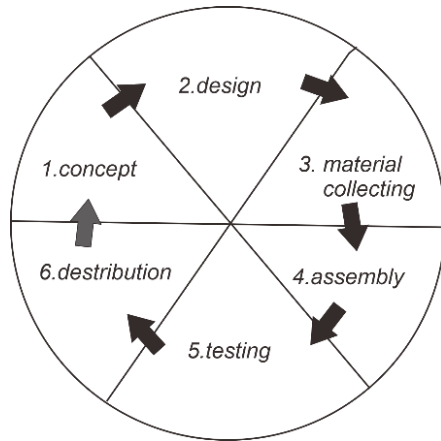 1.concept
2.design
3. material
collecting
4.assembly
5.testing
6.destribution